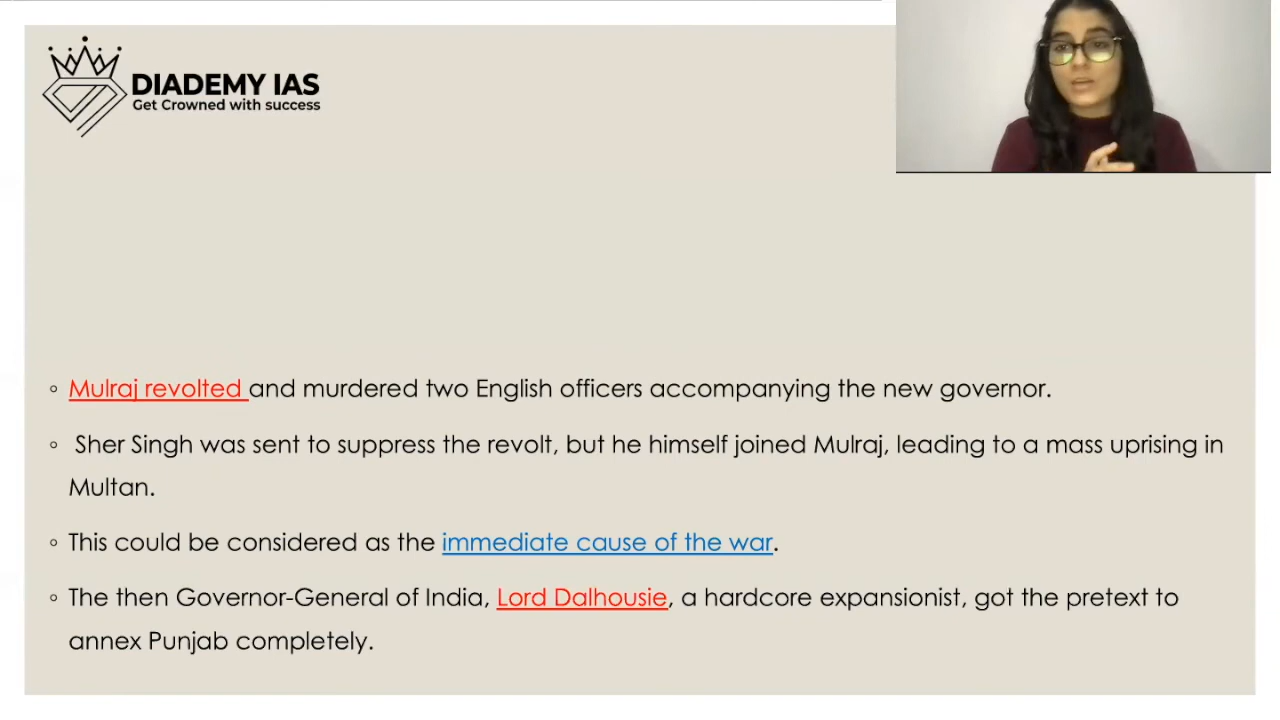 DIADEMY IAS
Get Crowned with success
◦ Mulraj revolted and murdered two English officers accompanying the new governor.
◦ Sher Singh was sent to suppress the revolt, but he himself joined Mulraj, leading to a mass uprising in
Multan.
◦ This could be considered as the immediate cause of the war.
◦ The then Governor-General of India, Lord Dalhousie, a hardcore expansionist, got the pretext to
annex Punjab completely.